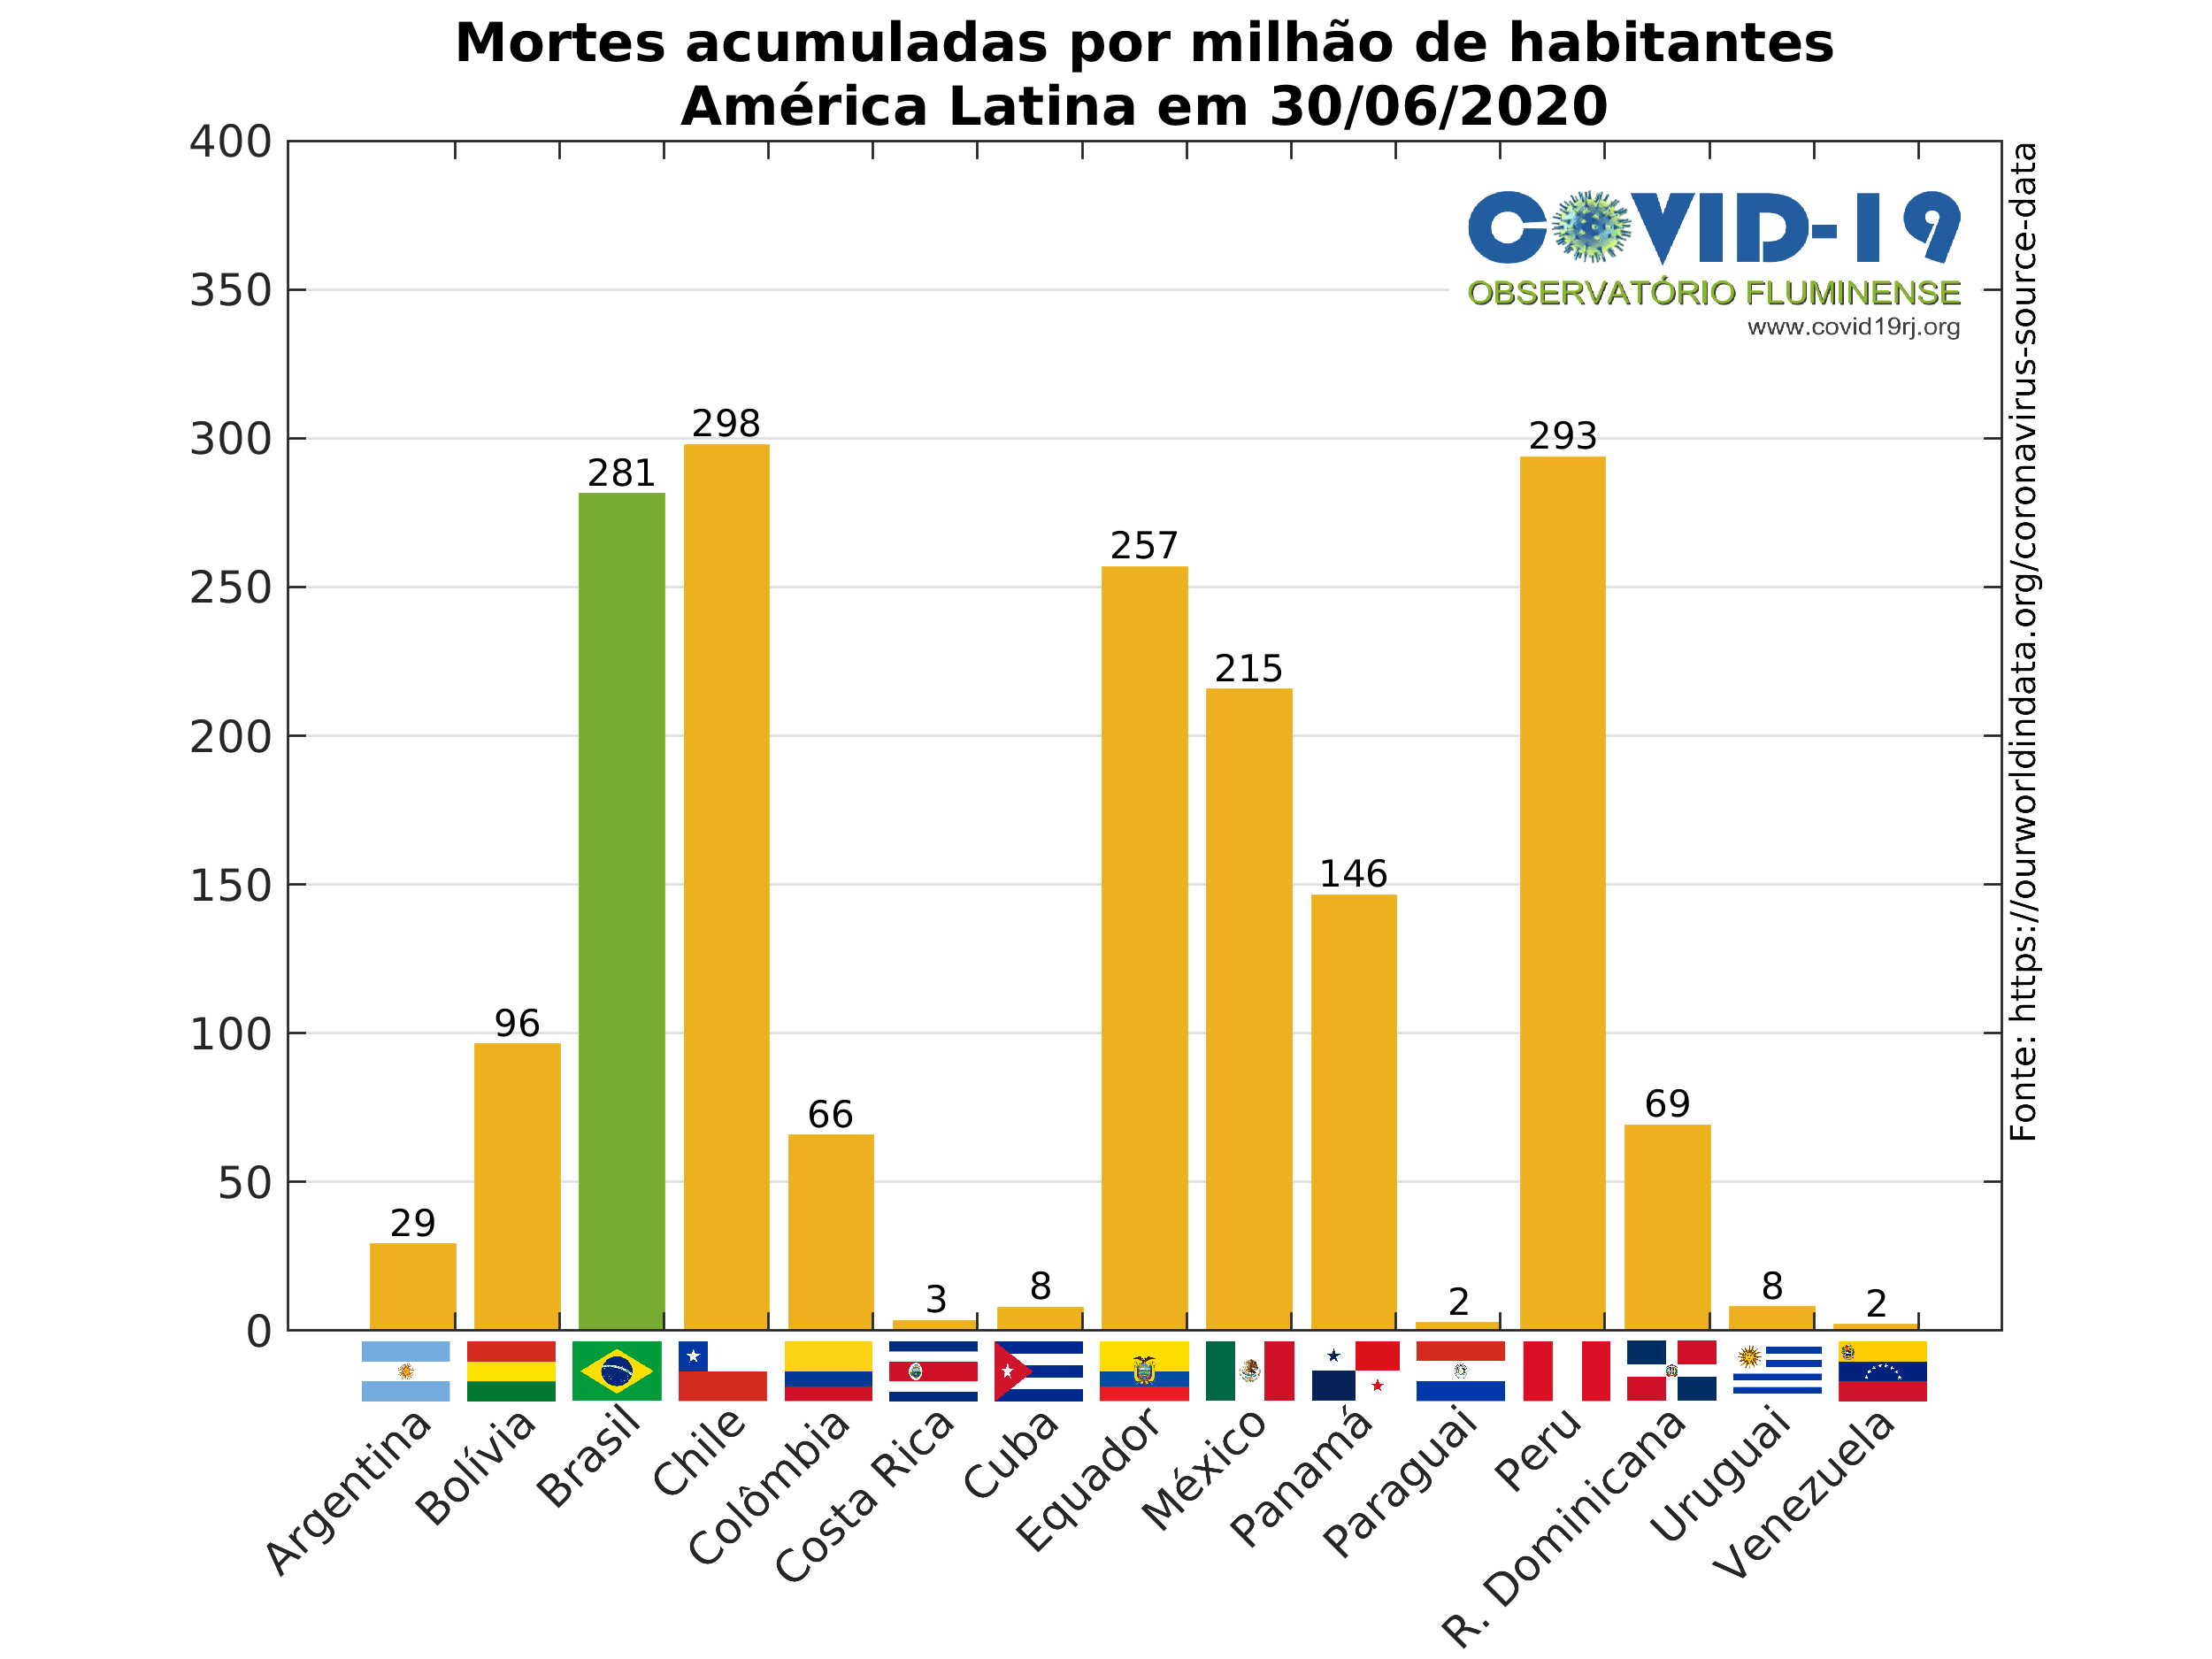 Mortes acumuladas por milhão de habitantes
América Latina em 30/06/2020
400
350
300
250
200
150
100
50
0
COVID-19
OBSERVATÓRIO FLUMINENSE
www.covid19rj.org
29
96
281
298
66
3
8
257
215
146
2
293
69
8
2
Argentina
Bolívia
Brasil
Chile
Colômbia
Costa Rica
Cuba
Equador
México
Panamá
Paraguai
Peru
R. Dominicana
Uruguai
Venezuela
Fonte: https://ourworldindata.org/coronavirus-source-data